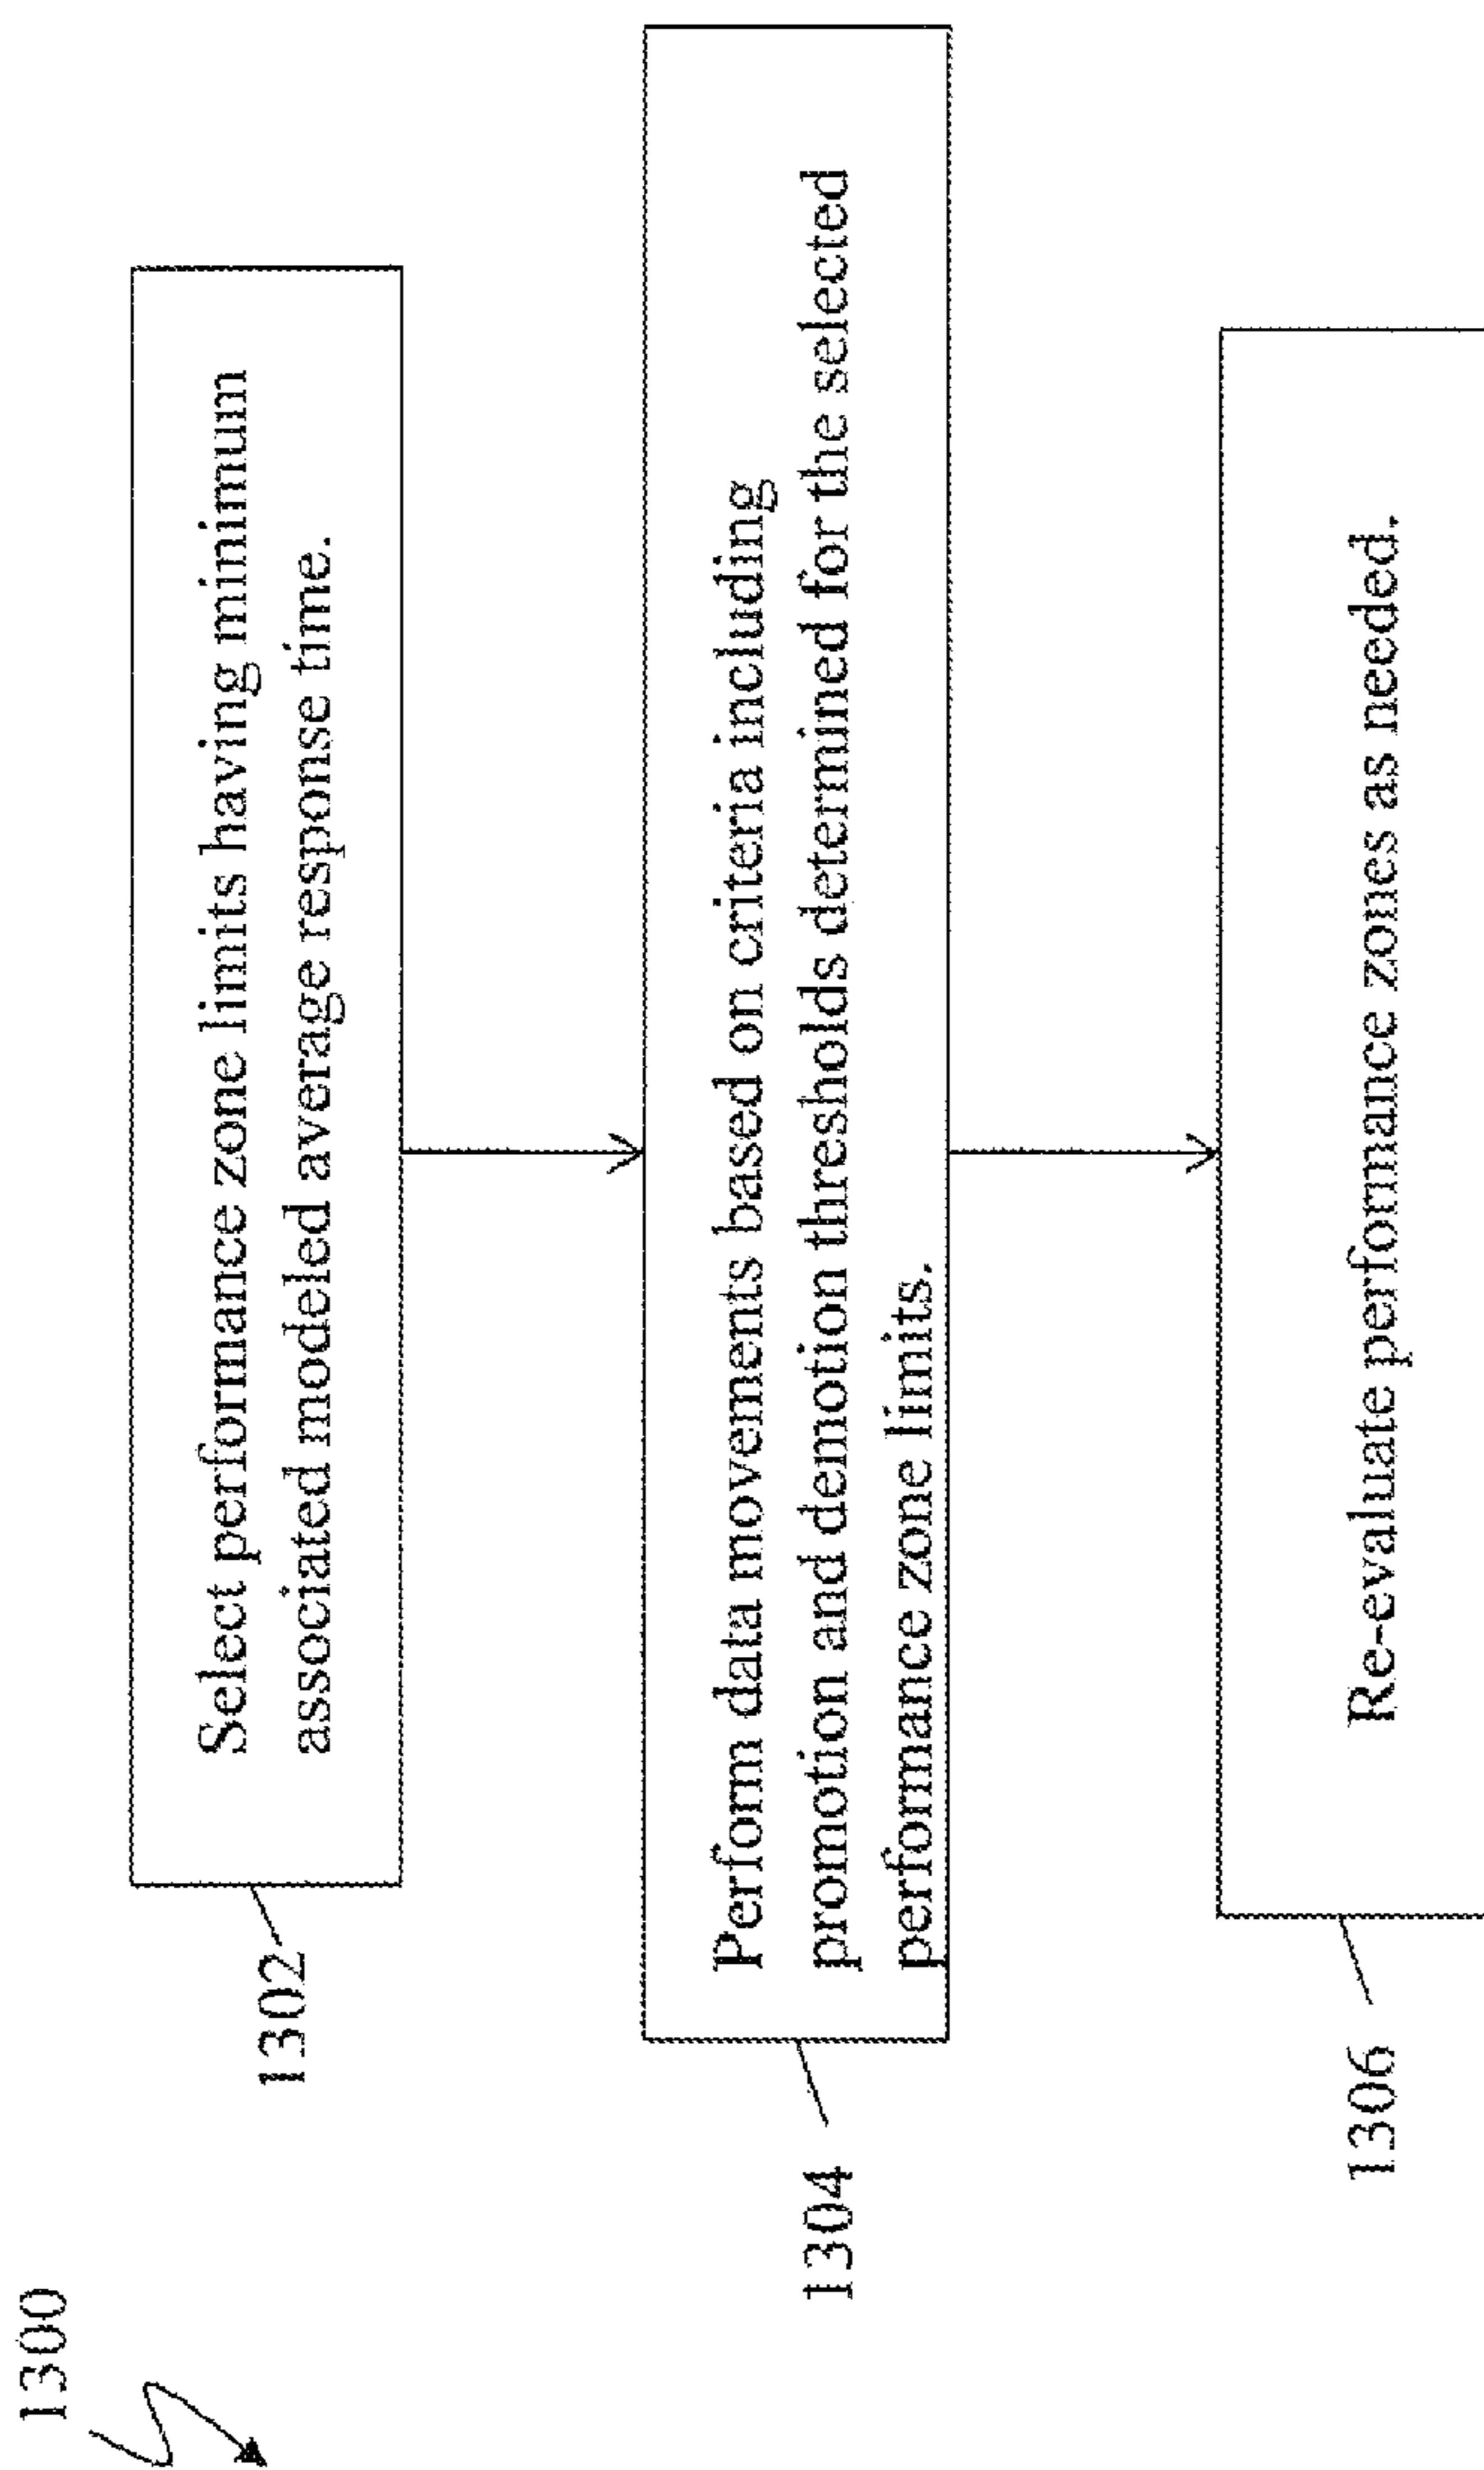 1300
1302
Select performance zone limits having minimum
associated modeled average response time.
1304
Perform data movements based on criteria including
promotion and demotion thresholds determined for the selected
performance zone limits.
1306
Re-evaluate performance zones as needed.